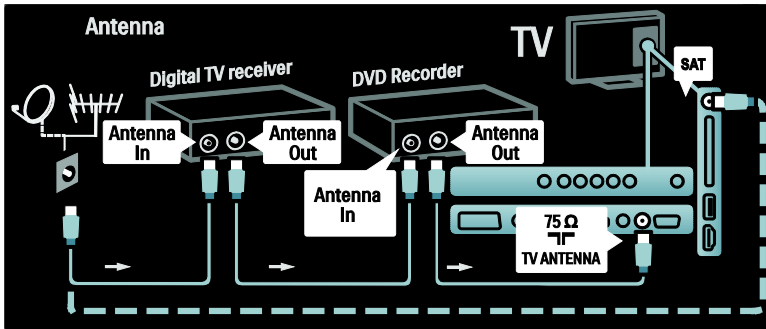 Antenna
TV
Digital TV receiver
DVD Recorder
SAT
Antenna
In
Antenna
Out
Antenna
In
Antenna
Out
75 Ω
TV ANTENNA